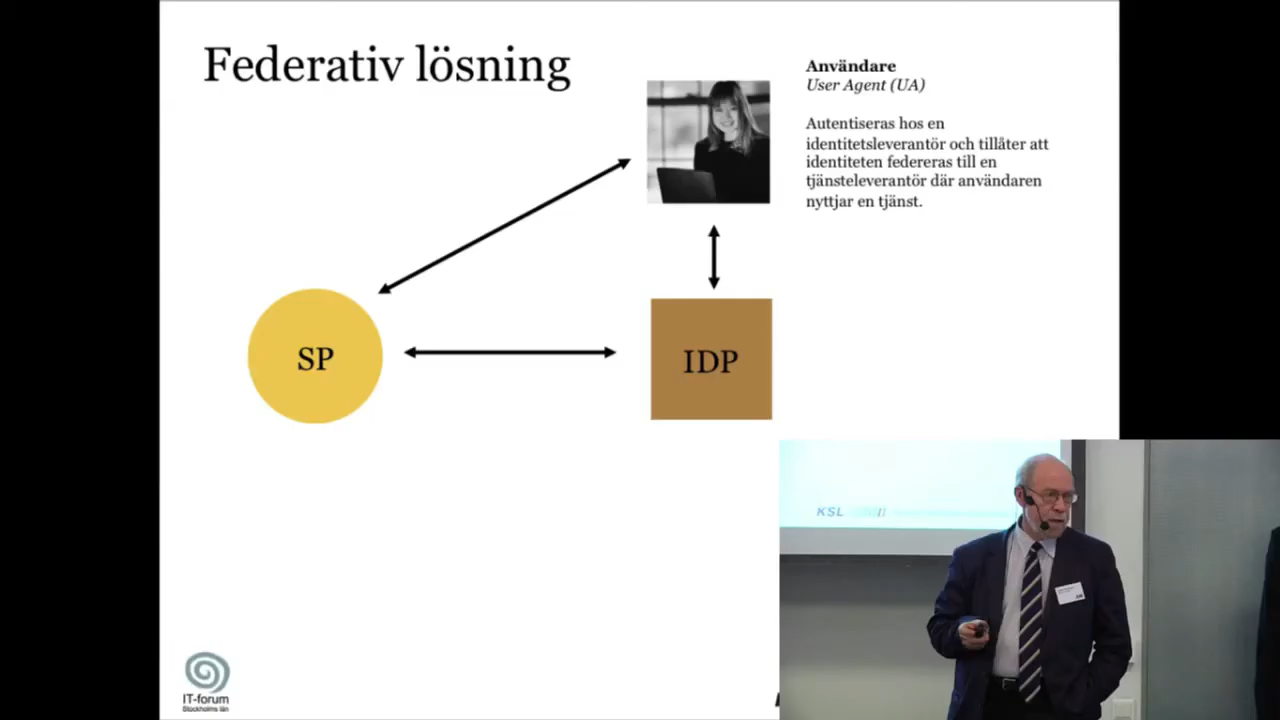 Federativ lösning
Användare
User Agent (UA)
Autentiseras hos en
identitetsleverantör och tillåter att
identiteten federeras till en
tjänsteleverantör där användaren
nyttjar en tjänst.
SP
IDP
KSL
IT-forum
Stockholms län